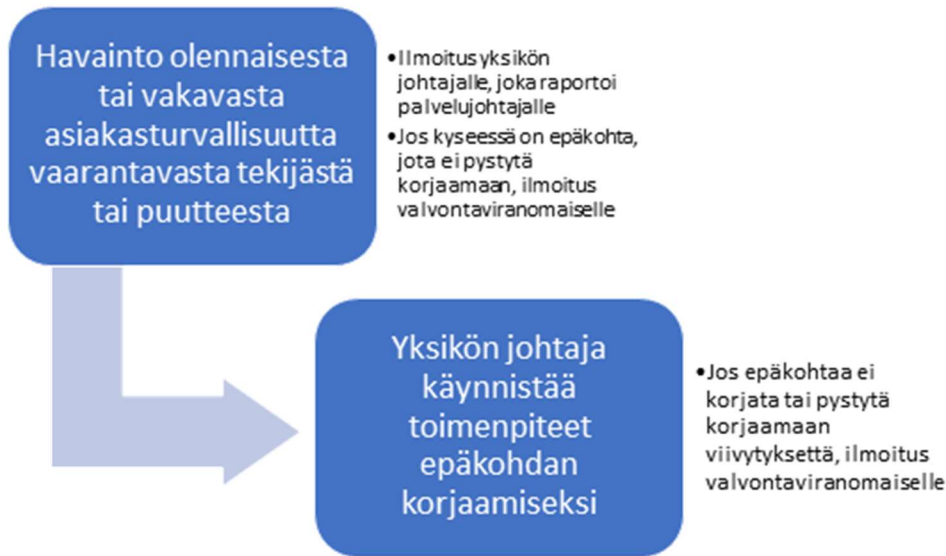 Havainto olennaisesta
tai vakavasta
asiakasturvallisuutta
vaarantavasta tekijästä
tai puutteesta
•Ilmoitus yksikön
johtajalle, joka raportoi
palvelujohtajalle
•Jos kyseessä on epäkohta,
jota ei pystytä
korjaamaan, ilmoitus
valvontaviranomaiselle
Yksikön johtaja
käynnistää
toimenpiteet
epäkohdan
korjaamiseksi
•Jos epäkohtaa ei
korjata tai pystytä
korjaamaan
viivytyksettä, ilmoitus
valvontaviranomaiselle